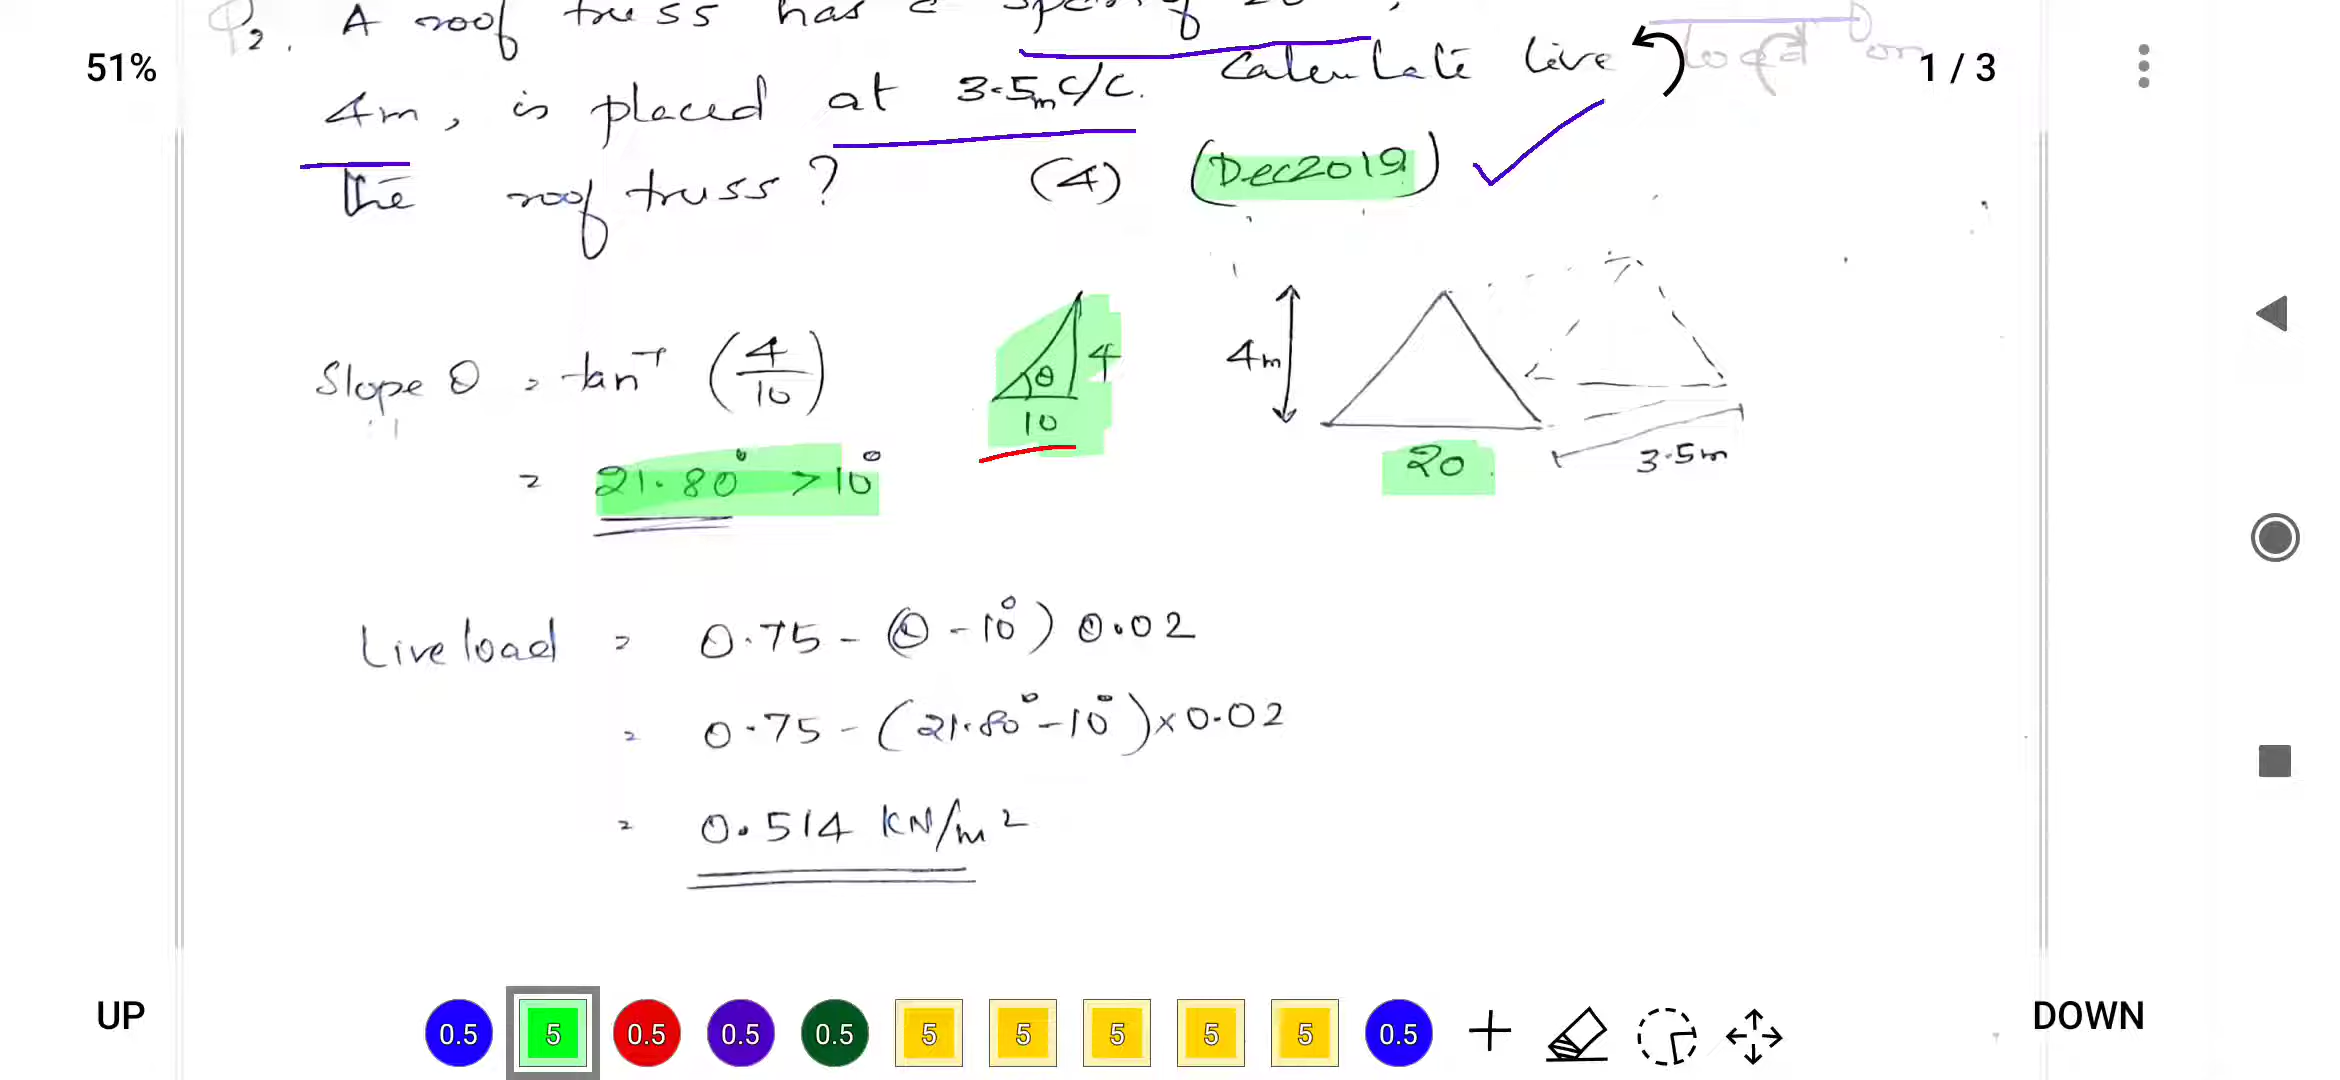 51%
Q2. A roof truss has a span of 20
4m, is placed at 3.5m c/c. Calculate live load on
1 / 3
the roof truss? (4) (Dec2019)
Slope θ = tan⁻¹ (4/10)
θ 4
10
4m
20
3.5m
= 21.80° >10°
Live load = 0.75 - (θ - 10°) 0.02
= 0.75 - (21.80° - 10°) x 0.02
= 0.514 KN/m2
UP
0.5 5 0.5 0.5 0.5 5 5 5 5 5 0.5
DOWN